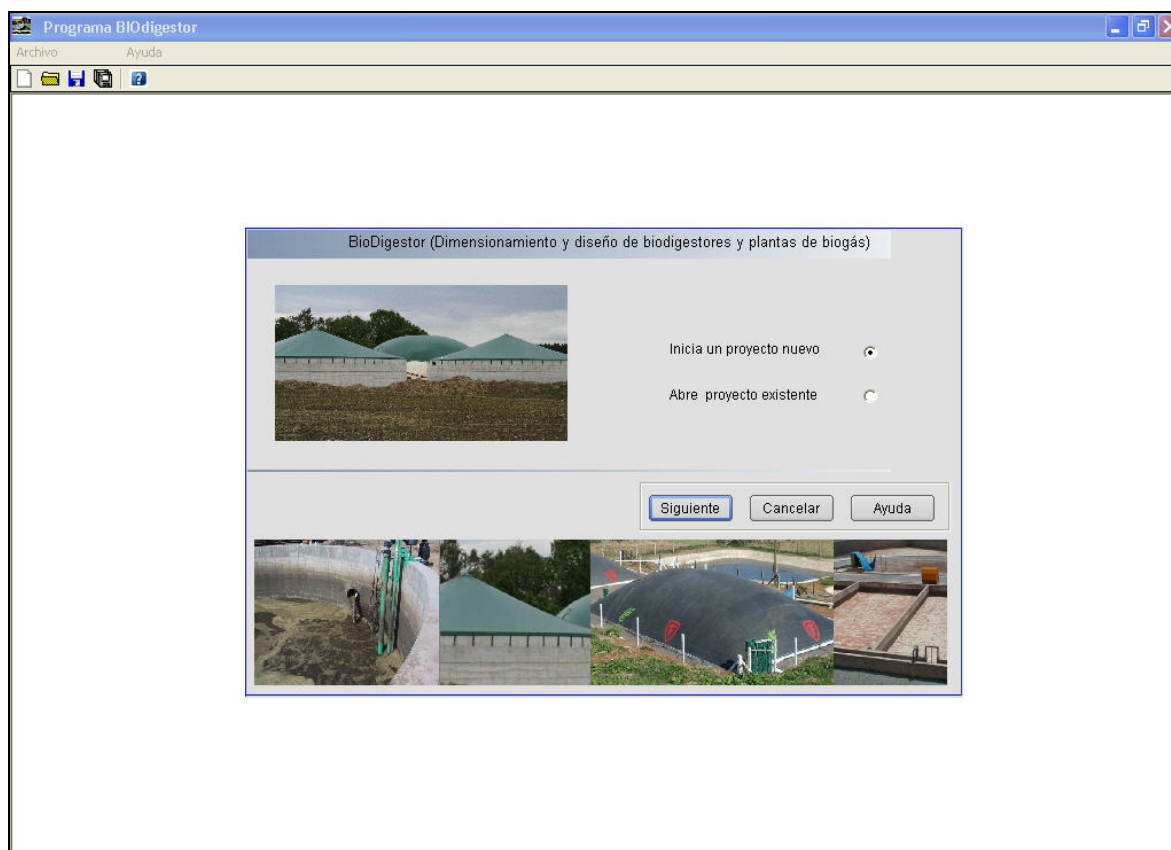 Programa BIOdigestor
Archivo Ayuda
BioDigestor (Dimensionamiento y diseño de biodigestores y plantas de biogás)
Inicia un proyecto nuevo
Abre proyecto existente
Siguiente Cancelar Ayuda